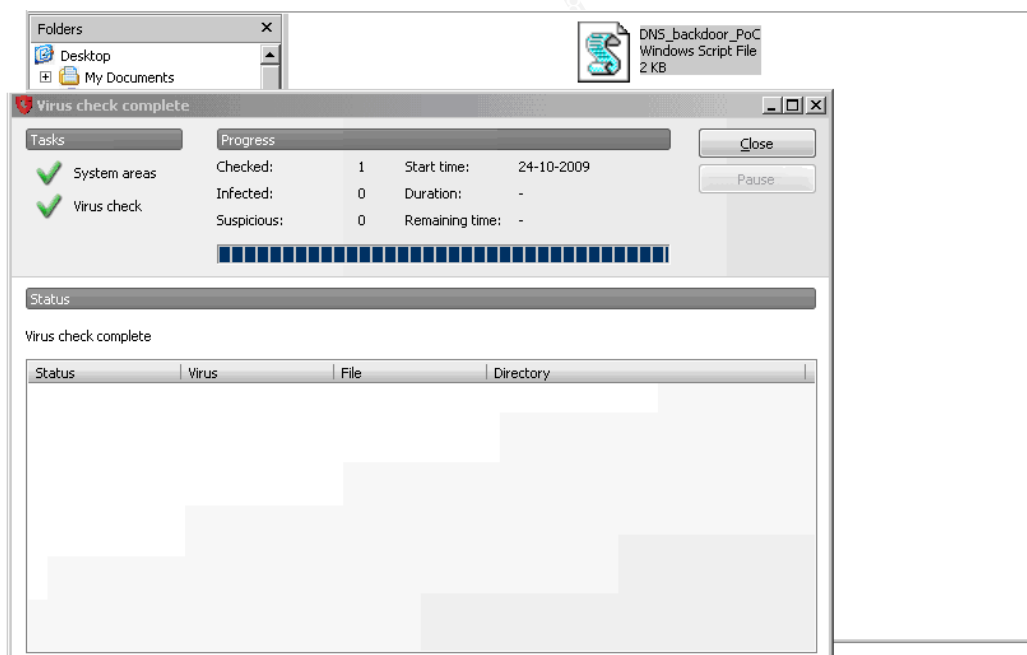 Folders
Desktop
My Documents
DNS_backdoor_PoC
Windows Script File
2 KB
Virus check complete
Tasks
System areas
Virus check
Progress
Checked: 1 Start time: 24-10-2009
Infected: 0 Duration: -
Suspicious: 0 Remaining time: -
Close
Pause
Status
Virus check complete
Status Virus File Directory